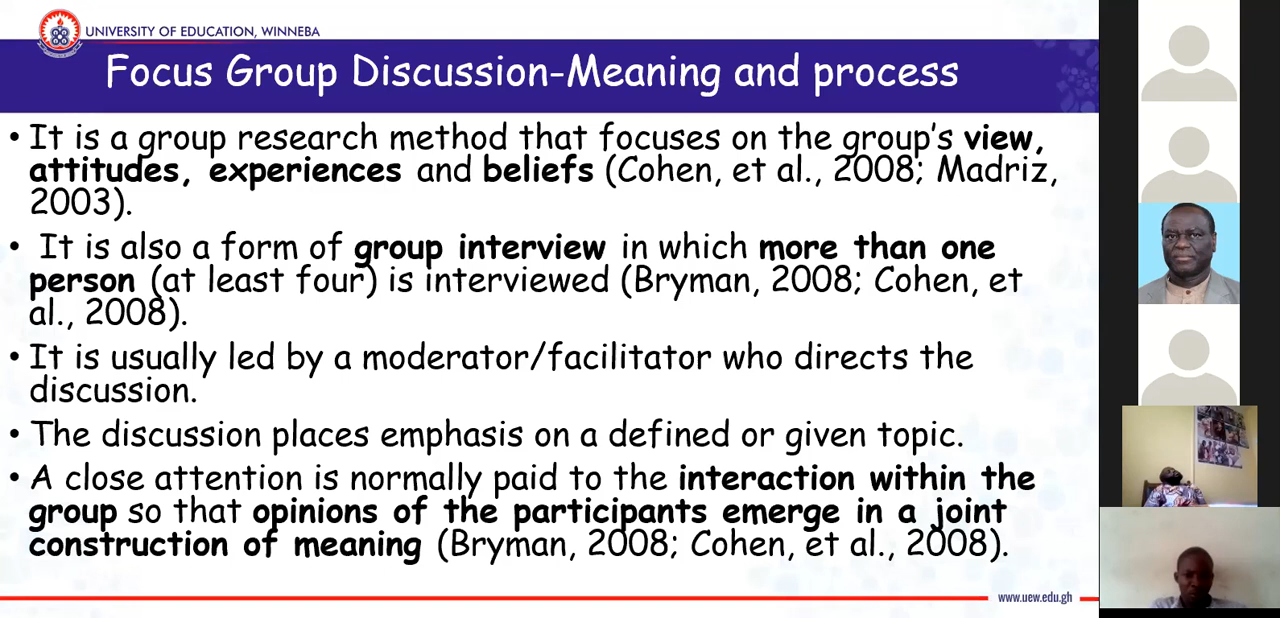 UNIVERSITY OF EDUCATION, WINNEBA
Focus Group Discussion-Meaning and process
• It is a group research method that focuses on the group's view,
attitudes, experiences and beliefs (Cohen, et al., 2008; Madriz,
2003).
• It is also a form of group interview in which more than one
person (at least four) is interviewed (Bryman, 2008; Cohen, et
al., 2008).
• It is usually led by a moderator/facilitator who directs the
discussion.
• The discussion places emphasis on a defined or given topic.
• A close attention is normally paid to the interaction within the
group so that opinions of the participants emerge in a joint
construction of meaning (Bryman, 2008; Cohen, et al., 2008).
www.uew.edu.gh